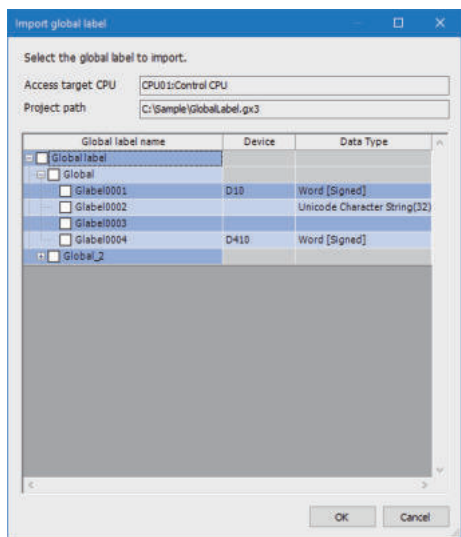 Import global label
Select the global label to import.
Access target CPU CPU01:Control CPU
Project path C:\Sample\GlobalLabel.gx3
Global label name Device Data Type
Global label
Global
Glabel0001 D10 Word [Signed]
Glabel0002 Unicode Character String(32)
Glabel0003
Glabel0004 D410 Word [Signed]
Global_2
OK Cancel